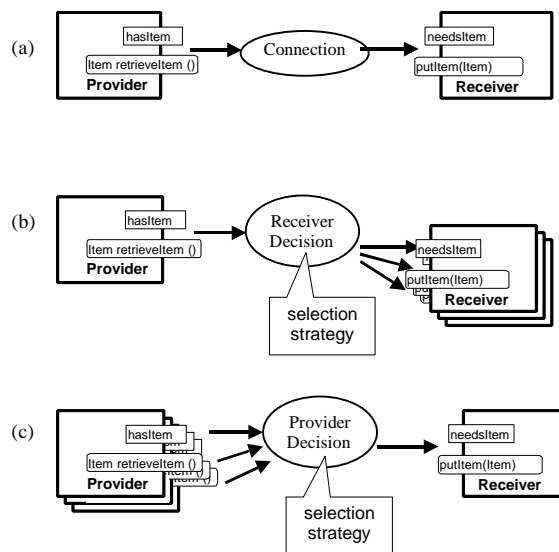 (a)
hasItem
Item retrieveItem ()
Provider
Connection
needsItem
putItem(Item)
Receiver
(b)
hasItem
Item retrieveItem ()
Provider
Receiver
Decision
selection
strategy
needsItem
putItem(Item)
Receiver
(c)
hasItem
Item retrieveItem ()
Provider
Provider
Decision
selection
strategy
needsItem
putItem(Item)
Receiver